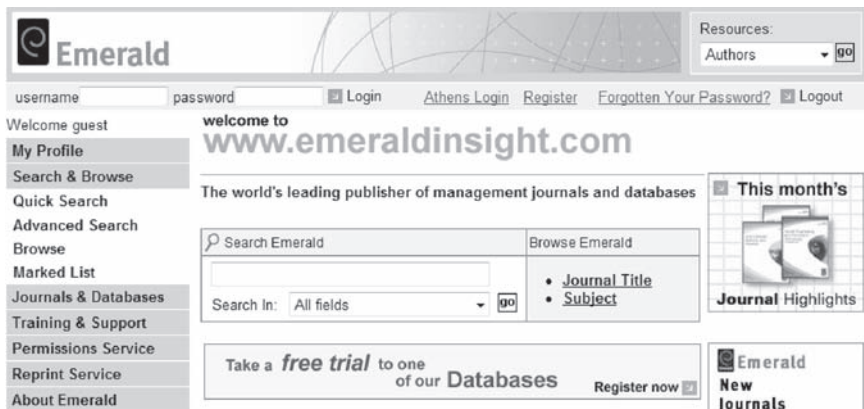 Emerald
Resources:
Authors
go
username
password
Login
Athens Login
Register
Forgotten Your Password?
Logout
Welcome guest
My Profile
Search & Browse
Quick Search
Advanced Search
Browse
Marked List
Journals & Databases
Training & Support
Permissions Service
Reprint Service
About Emerald
welcome to
www.emeraldinsight.com
The world's leading publisher of management journals and databases
Search Emerald
Search In: All fields
go
Browse Emerald
• Journal Title
• Subject
Take a free trial to one
of our Databases
Register now
This month's
Journal Highlights
Emerald
New
Journals